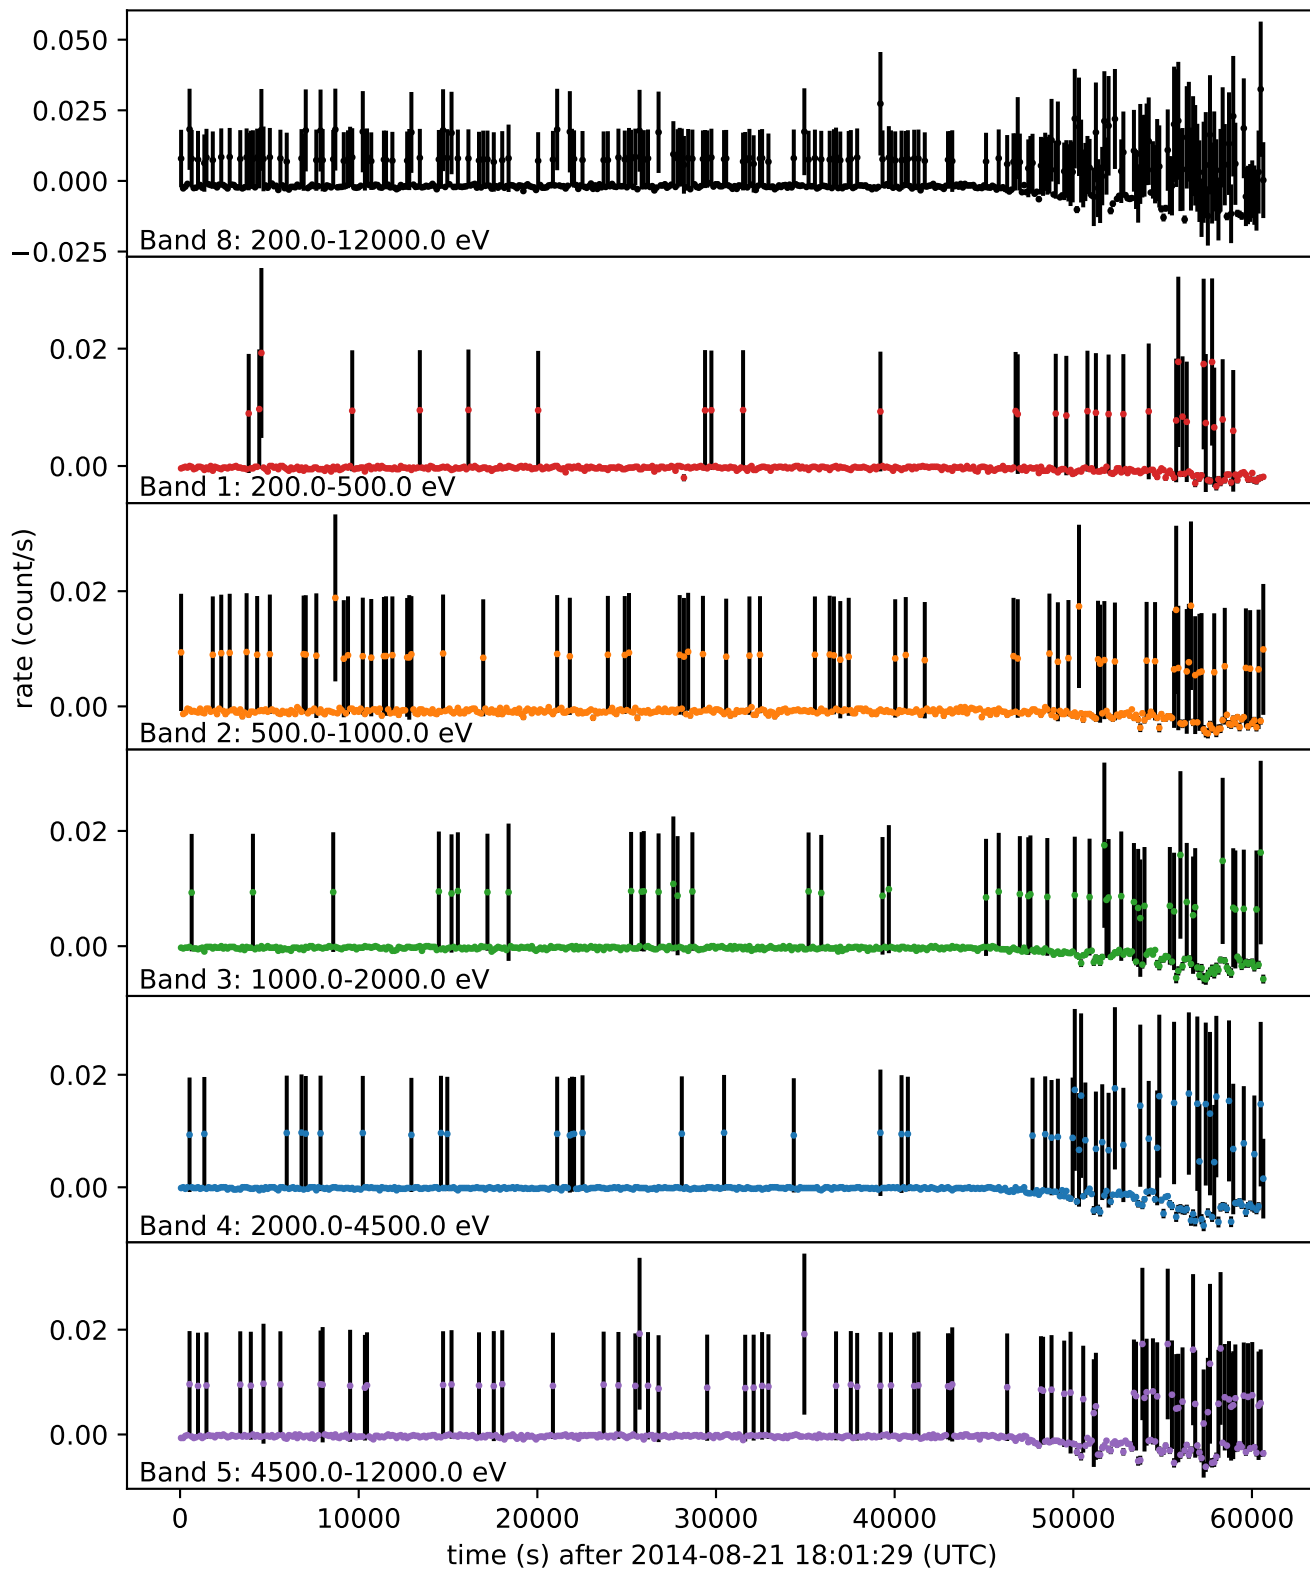 0.050
0.025
0.000
−0.025
Band 8: 200.0-12000.0 eV
0.02
0.00
Band 1: 200.0-500.0 eV
rate (count/s)
0.02
0.00
Band 2: 500.0-1000.0 eV
0.02
0.00
Band 3: 1000.0-2000.0 eV
0.02
0.00
Band 4: 2000.0-4500.0 eV
0.02
0.00
Band 5: 4500.0-12000.0 eV
0 10000 20000 30000 40000 50000 60000
time (s) after 2014-08-21 18:01:29 (UTC)